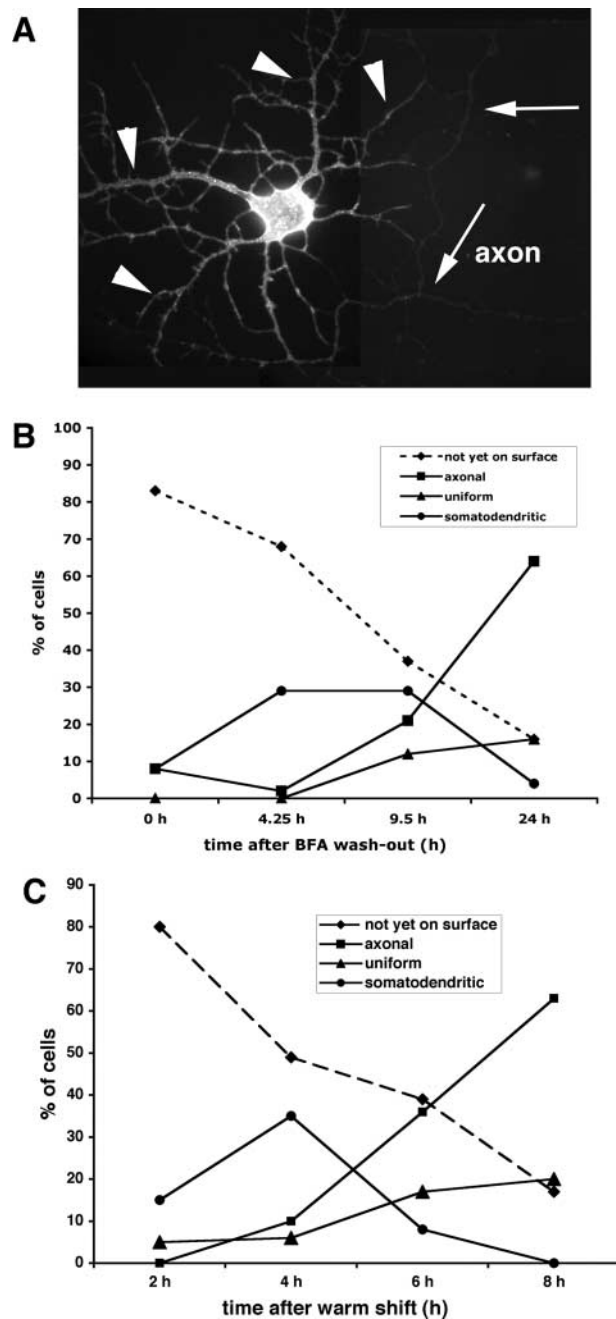 A
axon
B
100
90
80
70
60
50
40
30
20
10
0
% of cells
not yet on surface
axonal
uniform
somatodendritic
0 h 4.25 h 9.5 h 24 h
time after BFA wash-out (h)
C
90
80
70
60
50
40
30
20
10
0
% of cells
not yet on surface
axonal
uniform
somatodendritic
2 h 4 h 6 h 8 h
time after warm shift (h)